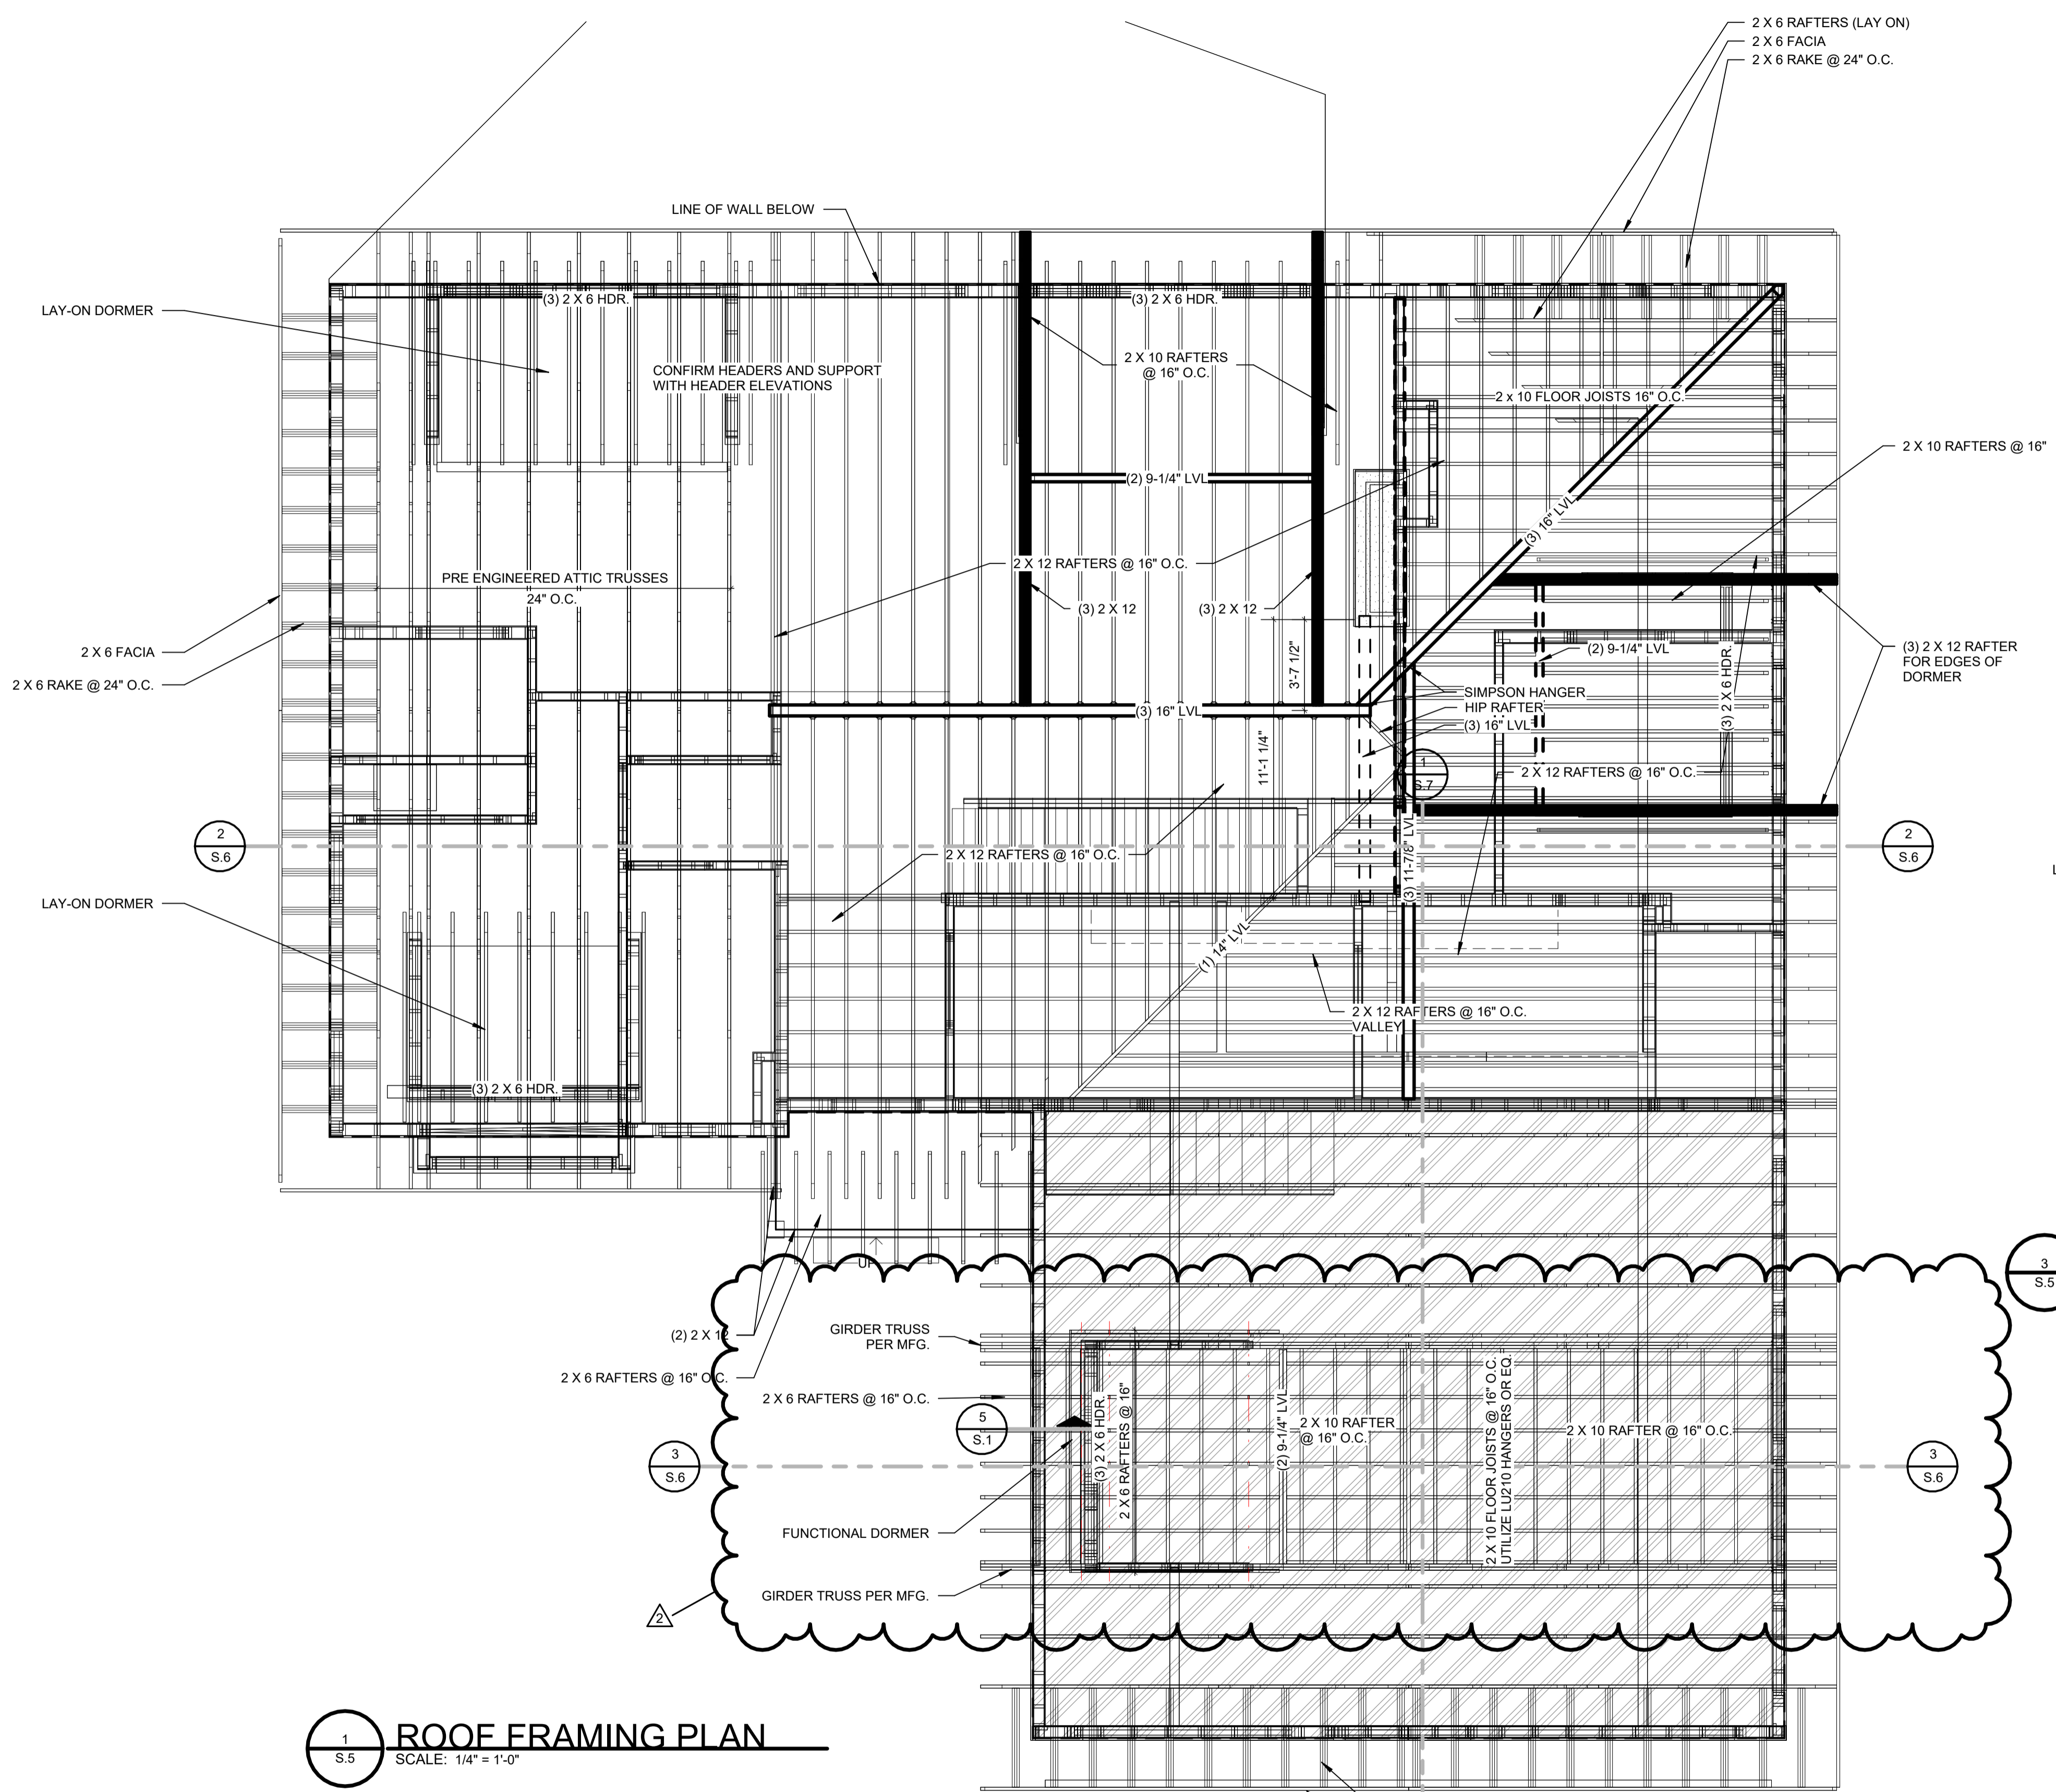 2 X 6 RAFTERS (LAY ON)
2 X 6 FACIA
2 X 6 RAKE @ 24" O.C.
LINE OF WALL BELOW
LAY-ON DORMER
(3) 2 X 6 HDR.
(3) 2 X 6 HDR.
CONFIRM HEADERS AND SUPPORT
WITH HEADER ELEVATIONS
2 X 10 RAFTERS
@ 16" O.C.
2 x 10 FLOOR JOISTS 16" O.C.
2 X 10 RAFTERS @ 16"
(2) 9-1/4" LVL
(3) 16" LVL
2 X 12 RAFTERS @ 16" O.C.
PRE ENGINEERED ATTIC TRUSSES
24" O.C.
(3) 2 X 12
(3) 2 X 12
2 X 6 FACIA
2 X 6 RAKE @ 24" O.C.
3'-7 1/2"
(2) 9-1/4" LVL
(3) 2 X 6 HDR.
(3) 2 X 12 RAFTER
FOR EDGES OF
DORMER
SIMPSON HANGER
HIP RAFTER
(3) 16" LVL
(3) 16" LVL
11'-1 1/4"
1
S.7
2 X 12 RAFTERS @ 16" O.C.
2
S.6
2 X 12 RAFTERS @ 16" O.C.
(3) 11-7/8" LVL
2
S.6
L
LAY-ON DORMER
(1) 14" LVL
2 X 12 RAFTERS @ 16" O.C.
VALLEY
(3) 2 X 6 HDR.
UP
3
S.5
(2) 2 X 12
GIRDER TRUSS
PER MFG.
2 X 6 RAFTERS @ 16" O.C.
2 X 6 RAFTERS @ 16" O.C.
5
S.1
(3) 2 X 6 HDR.
2 X 6 RAFTERS @ 16"
(2) 9-1/4" LVL
2 X 10 RAFTER
@ 16" O.C.
2 X 10 FLOOR JOISTS @ 16" O.C.
UTILIZE LU210 HANGERS OR EQ.
2 X 10 RAFTER @ 16" O.C.
3
S.6
3
S.6
FUNCTIONAL DORMER
GIRDER TRUSS PER MFG.
2
1
S.5
ROOF FRAMING PLAN
SCALE: 1/4" = 1'-0"